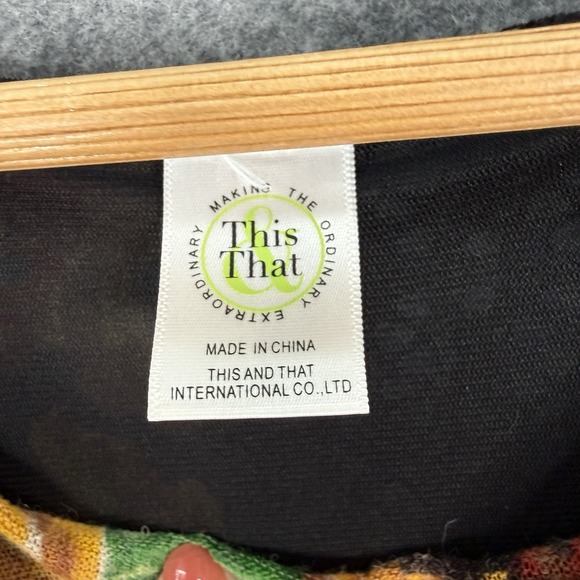 MAKING THE ORDINARY EXTRAORDINARY
This
&
That
MADE IN CHINA
THIS AND THAT
INTERNATIONAL CO.,LTD